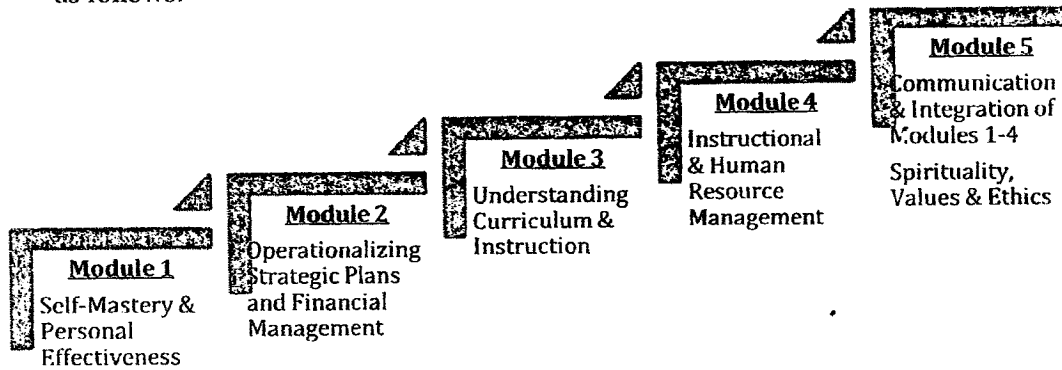 as follows:
Module 1
Self-Mastery &
Personal
Effectiveness
Module 2
Operationalizing
Strategic Plans
and Financial
Management
Module 3
Understanding
Curriculum &
Instruction
Module 4
Instructional
& Human
Resource
Management
Module 5
Communication
& Integration of
Modules 1-4
Spirituality,
Values & Ethics